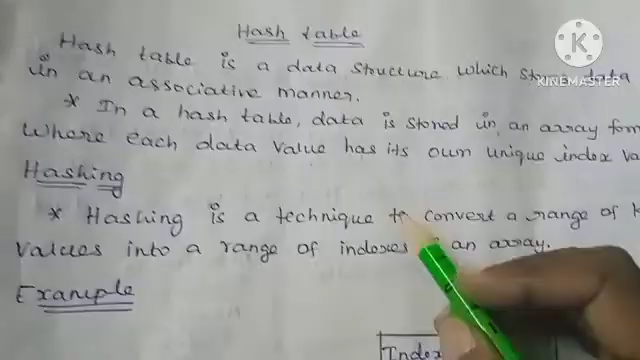 Hash table
Hash table is a data structure which data
in an associative manner.
* In a hash table, data is stored in an array
Where each data value has its own unique index
Hashing
* Hashing is a technique to convert a range of
values into a range of indexes an array.
Example
Index
K
KINEMASTER